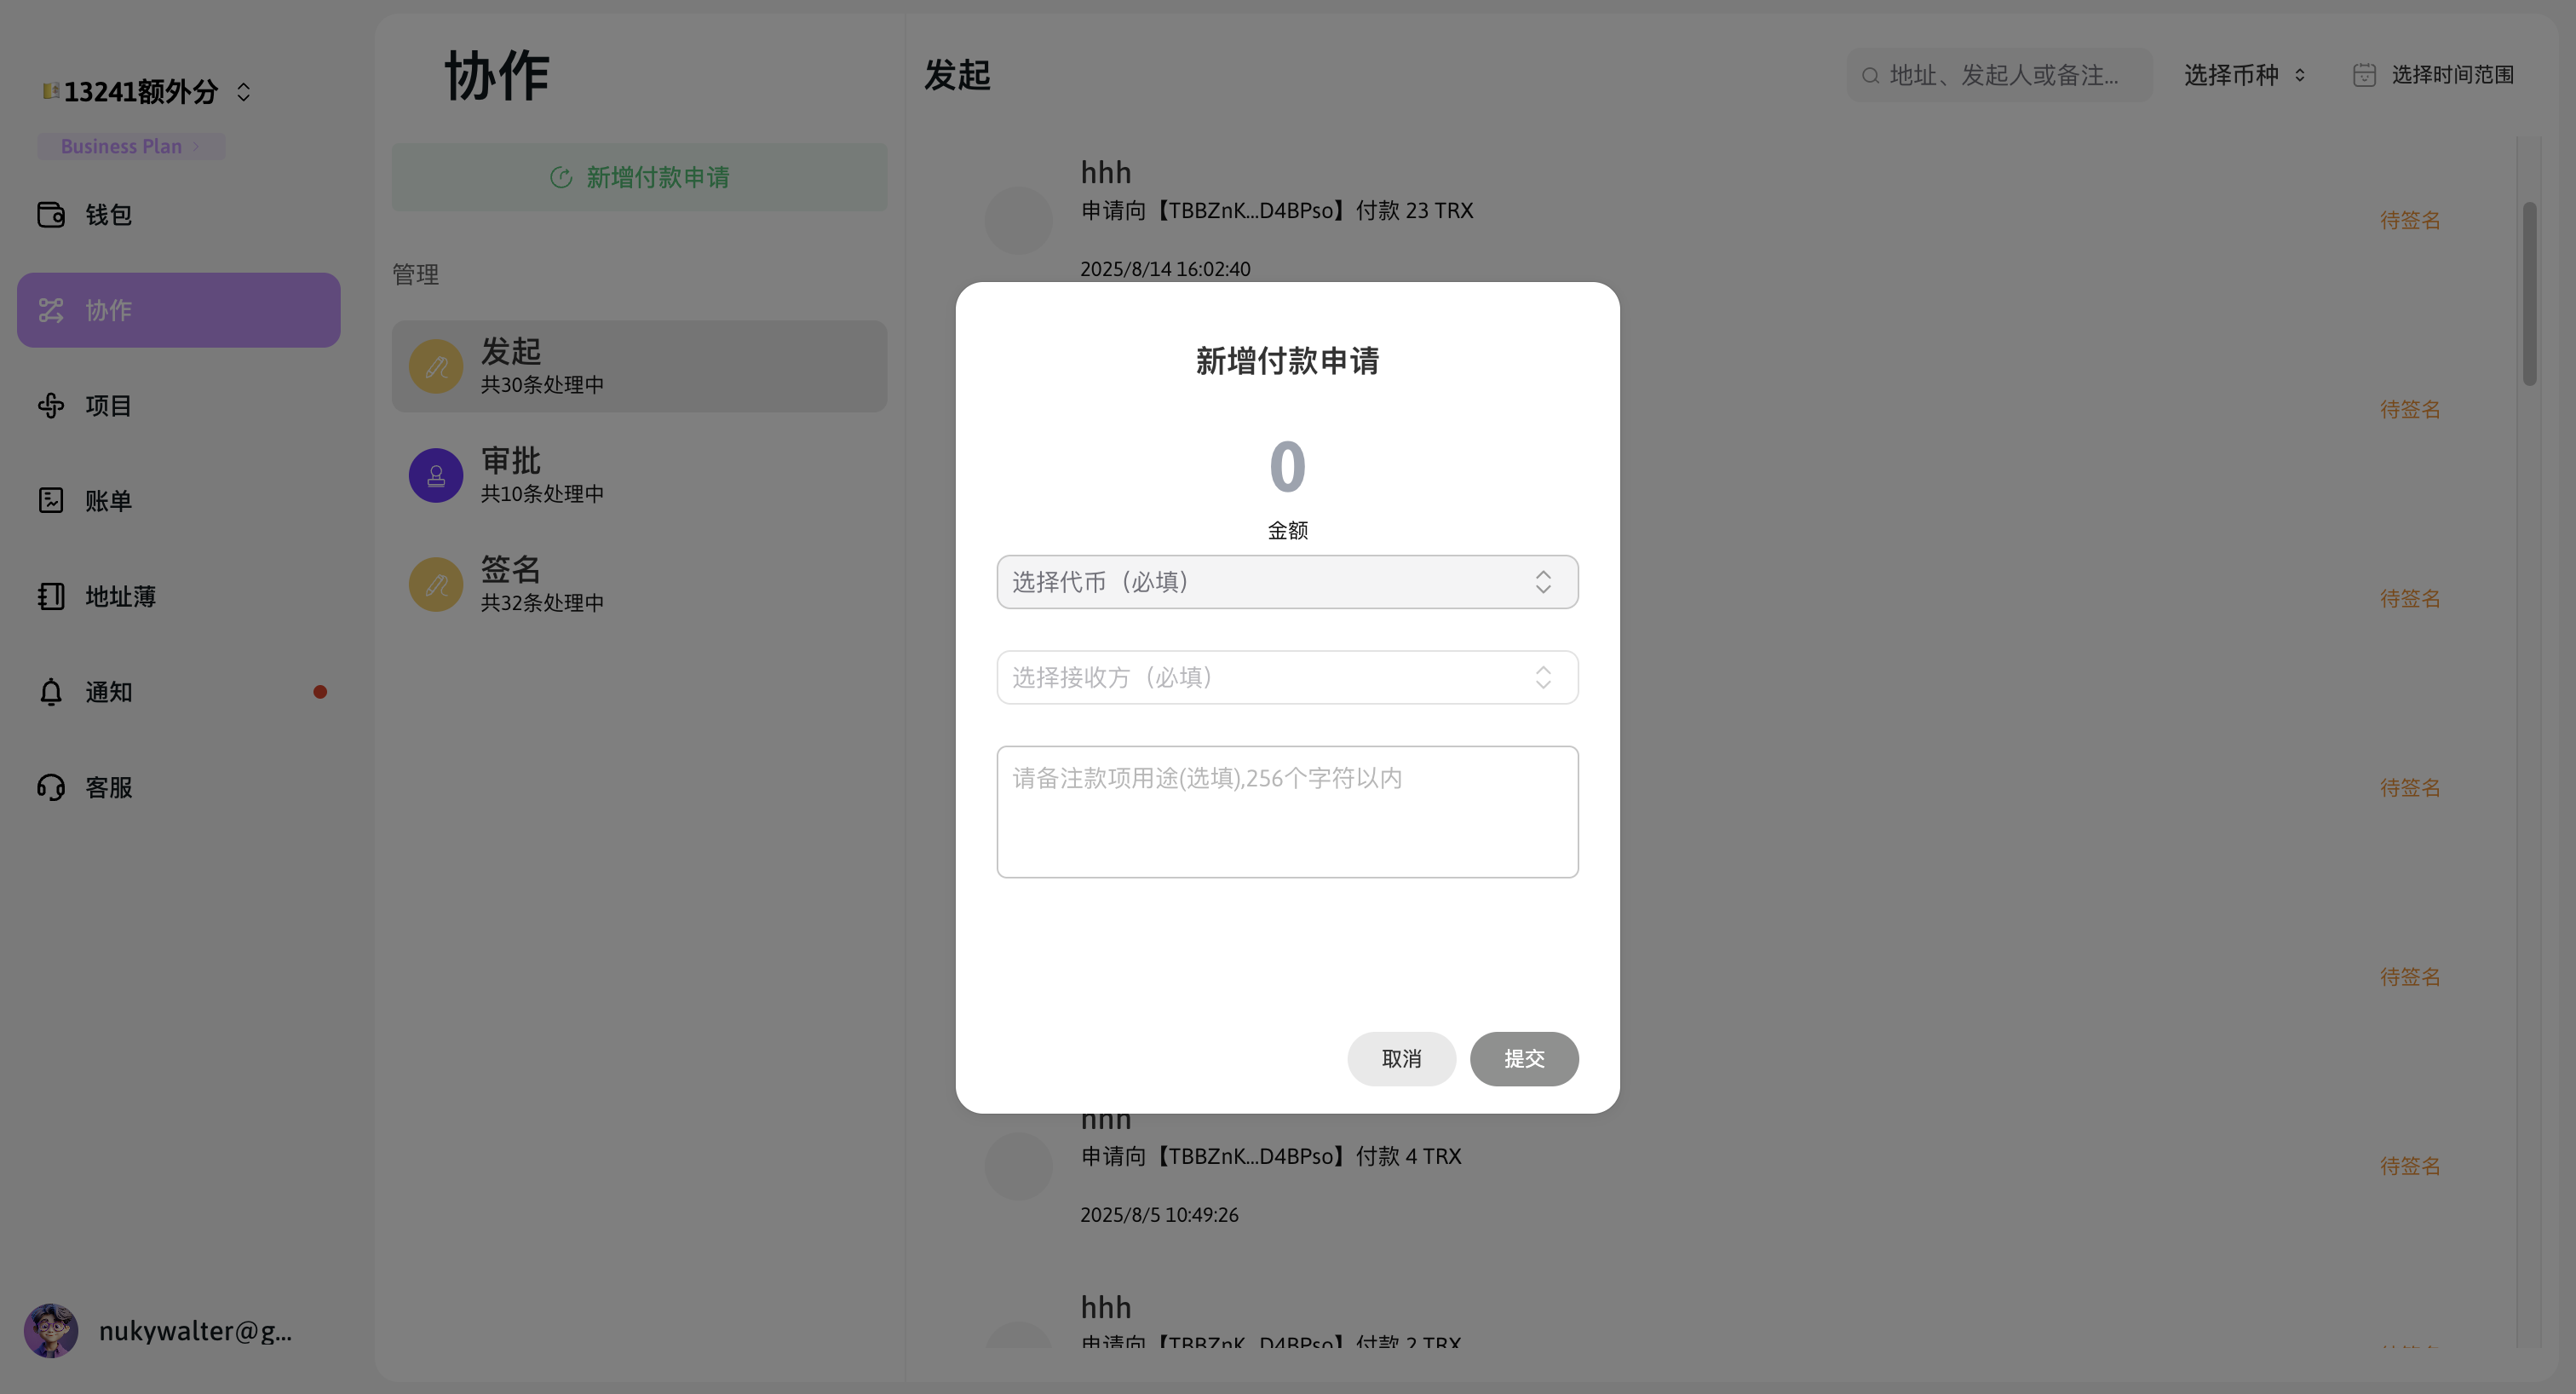 13241额外分
Business Plan
钱包
协作
项目
账单
地址薄
通知
客服
nukywalter@g...
协作
新增付款申请
管理
发起
共30条处理中
审批
共10条处理中
签名
共32条处理中
发起
地址、发起人或备注...
选择币种
选择时间范围
hhh
申请向【TBBZnK...D4BPso】付款 23 TRX
待签名
2025/8/14 16:02:40
待签名
待签名
待签名
待签名
新增付款申请
0
金额
选择代币（必填）
选择接收方（必填）
请备注款项用途(选填),256个字符以内
取消
提交
hhh
申请向【TBBZnK...D4BPso】付款 4 TRX
待签名
2025/8/5 10:49:26
hhh
申请向【TBBZnK...D4BPso】付款 2 TRX